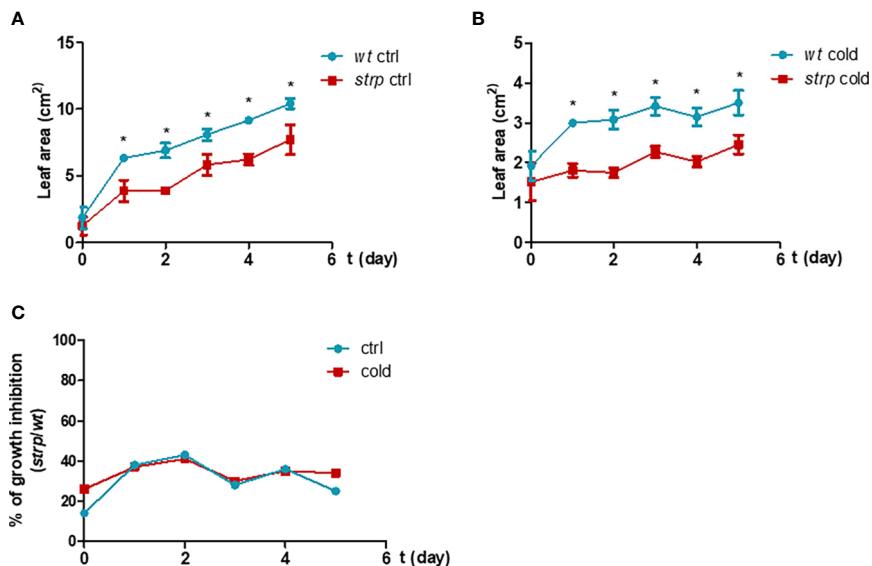 A
Leaf area (cm²)
15
10
5
0
0
2
4
6
t (day)
wt ctrl
strp ctrl
*
*
*
*
*
B
Leaf area (cm²)
5
4
3
2
1
0
0
2
4
6
t (day)
wt cold
strp cold
*
*
*
*
*
C
% of growth inhibition
(strp/wt)
100
80
60
40
20
0
0
2
4
6
t (day)
ctrl
cold